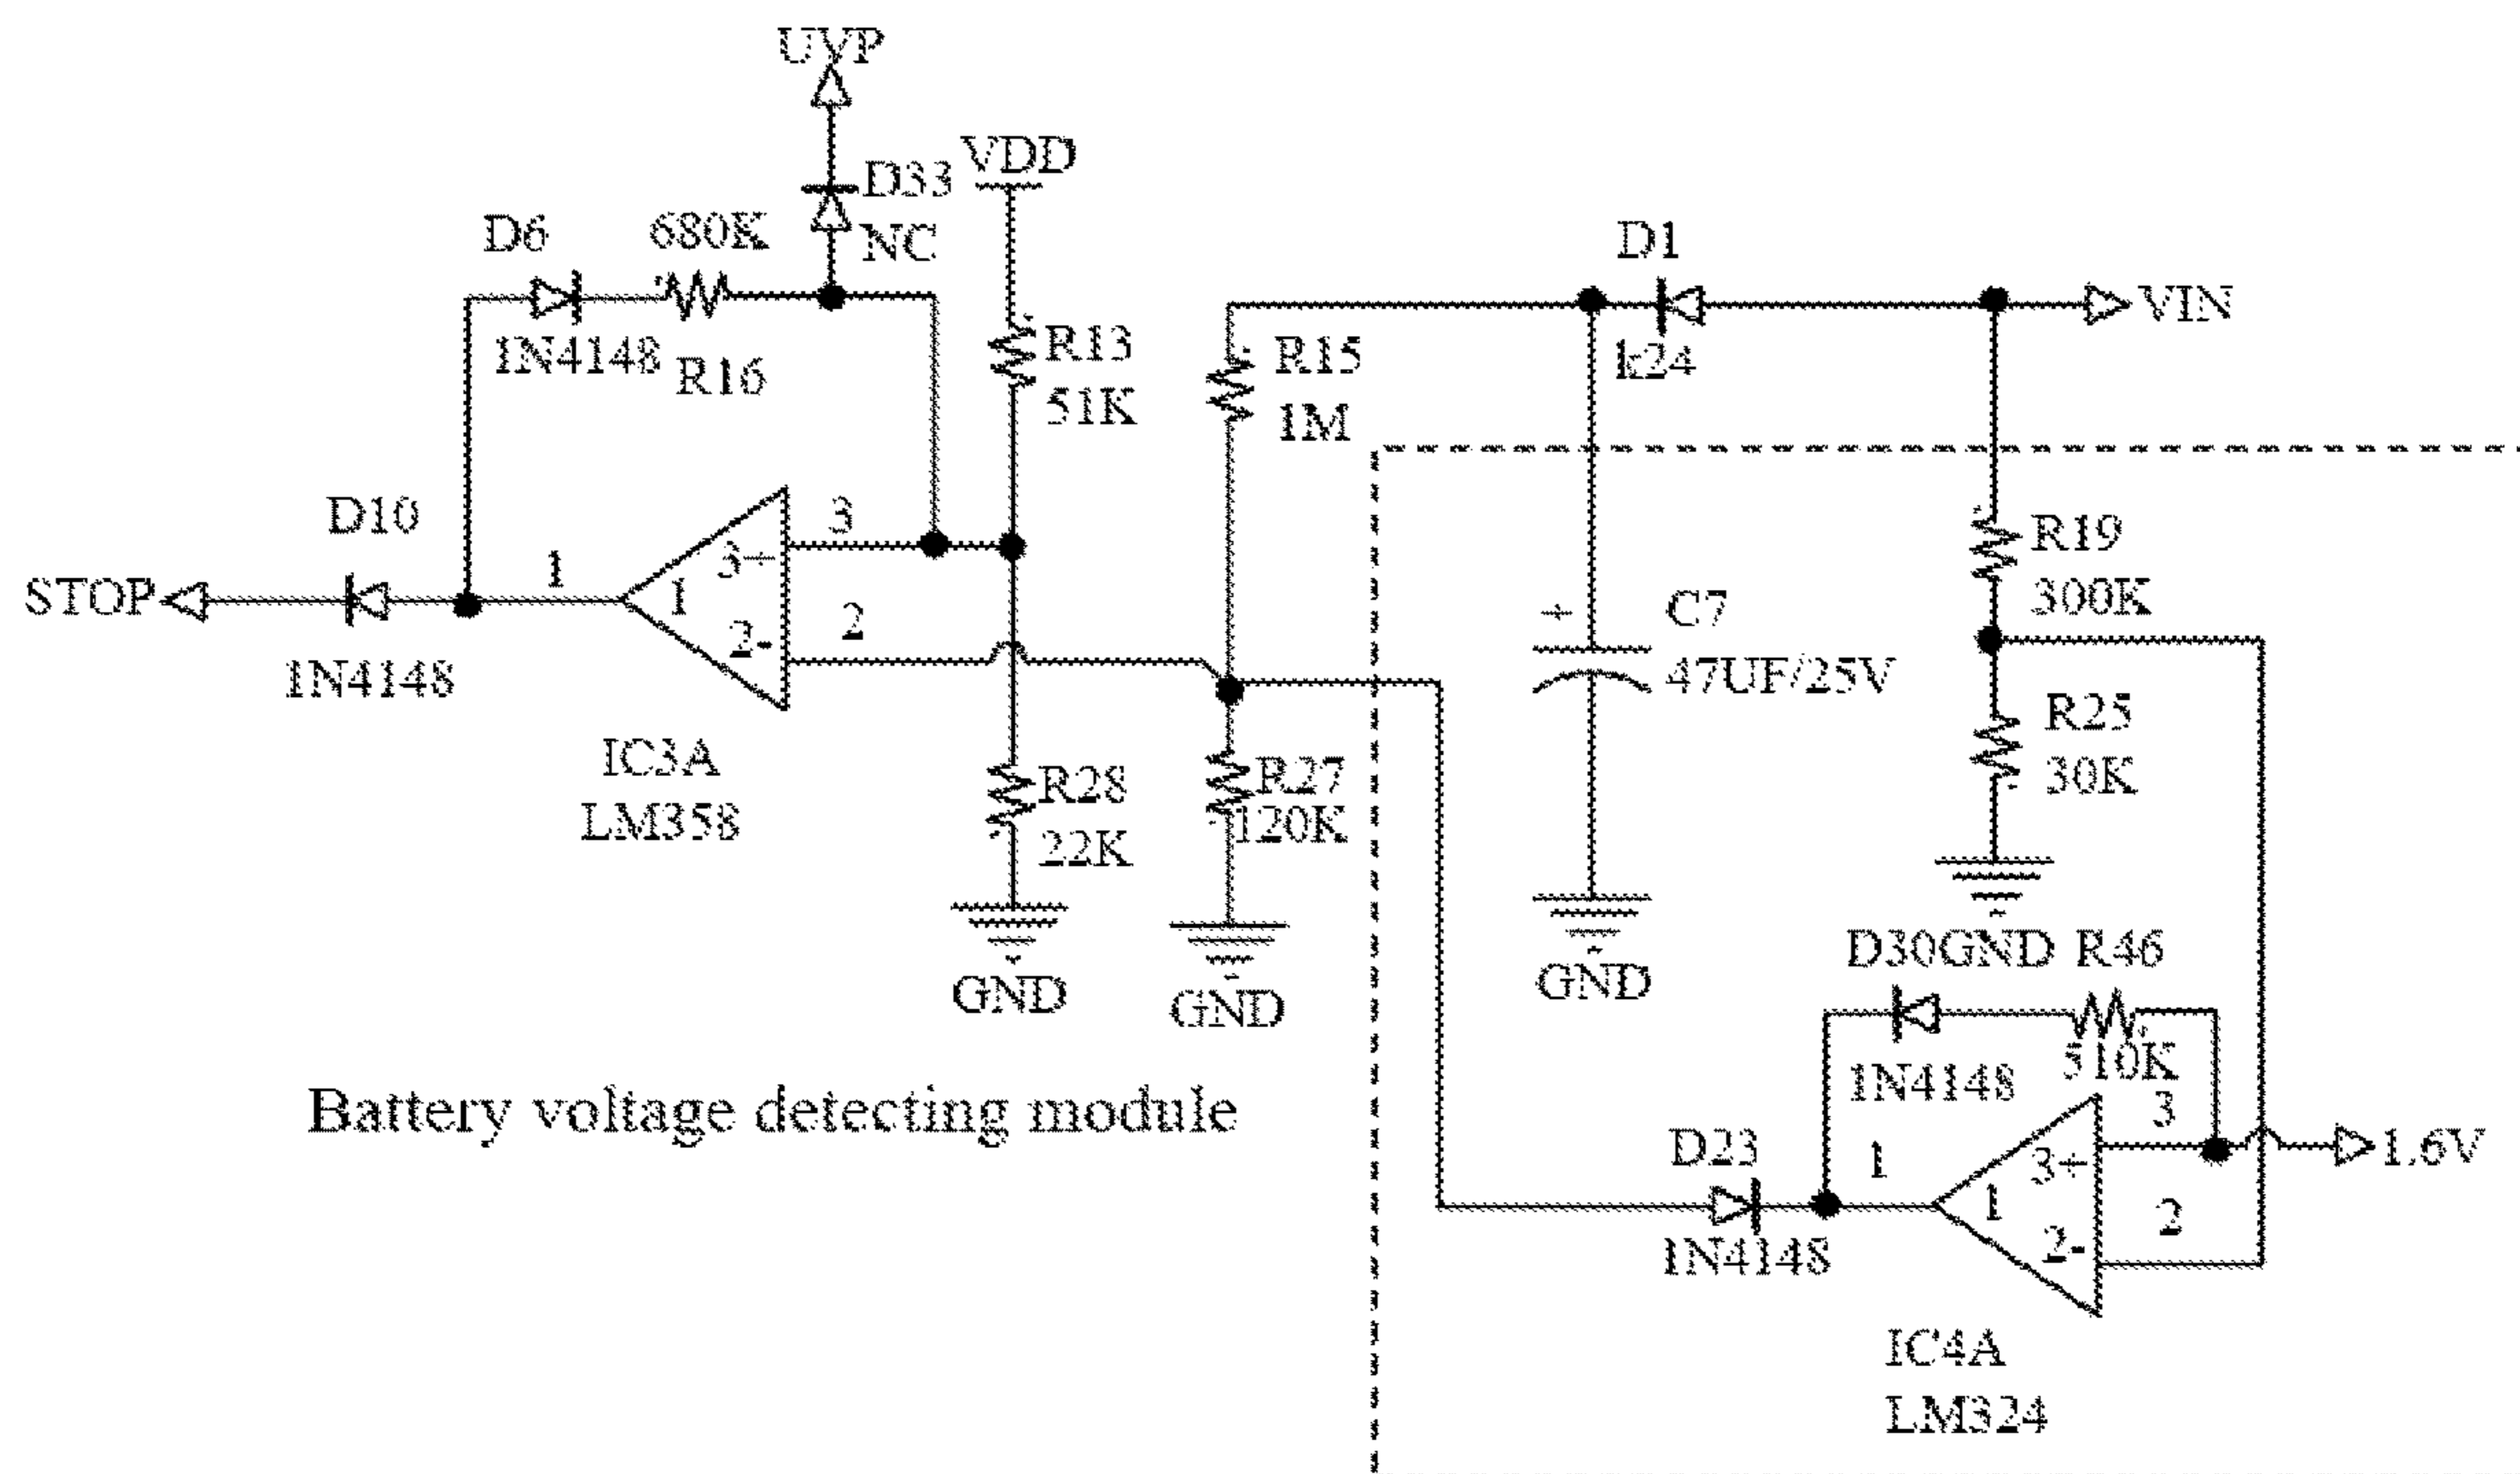 UVP
D33
NC
VDD
D6
680K
1N4148
R16
R13
51K
D1
VIN
R15
1M
D10
1
3
3+
1
2-
2
STOP
1N4148
IC3A
LM358
R28
22K
GND
R27
120K
GND
+
C7
47UF/25V
GND
R19
300K
R25
30K
D30GND R46
1N4148
510K
3
D23
1
3+
1
2-
2
1.6V
1N4148
IC4A
LM324
Battery voltage detecting module